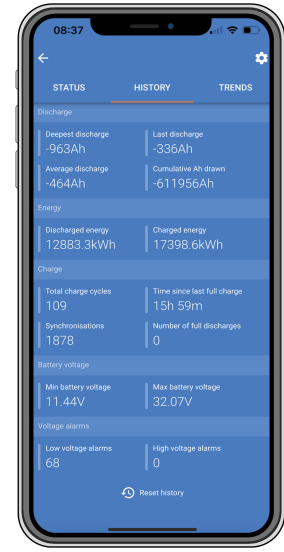 08:37
STATUS HISTORY TRENDS
Discharge
Deepest discharge Last discharge
-963Ah -336Ah
Average discharge Cumulative Ah drawn
-464Ah -611956Ah
Energy
Discharged energy Charged energy
12883.3kWh 17398.6kWh
Charge
Total charge cycles Time since last full charge
109 15h 59m
Synchronisations Number of full discharges
1878 0
Battery voltage
Min battery voltage Max battery voltage
11.44V 32.07V
Voltage alarms
Low voltage alarms High voltage alarms
68 0
Reset history